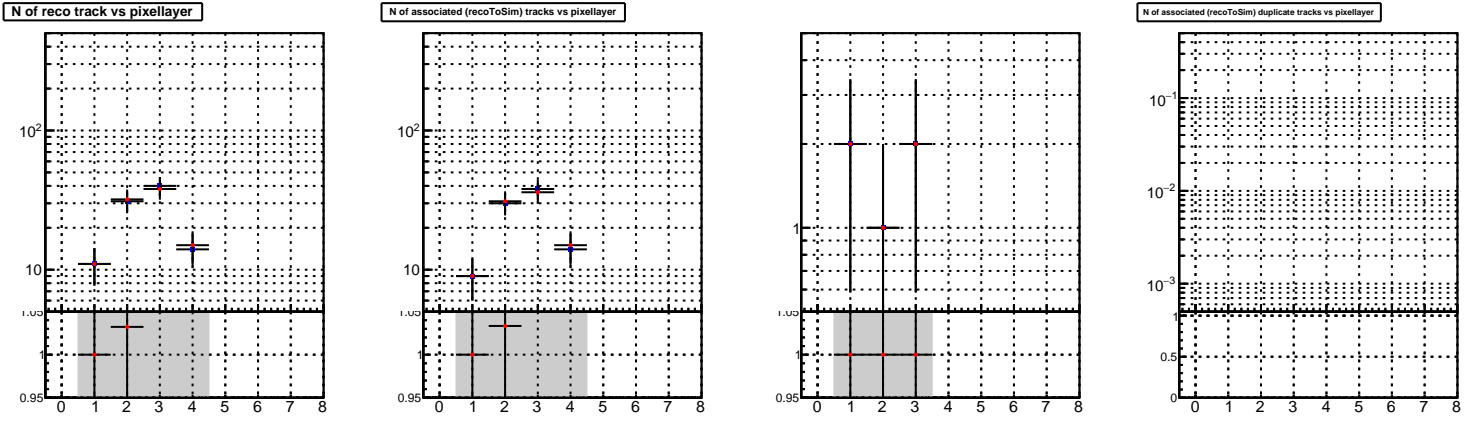 N of reco track vs pixellayer
N of associated (recoToSim) tracks vs pixellayer
N of associated (recoToSim) duplicate tracks vs pixellayer
10²
10
1.05
1
0.95
0 1 2 3 4 5 6 7 8
10²
10
1.05
1
0.95
0 1 2 3 4 5 6 7 8
1
1.05
1
0.95
0 1 2 3 4 5 6 7 8
10⁻¹
10⁻²
10⁻³
1
0.5
0
0 1 2 3 4 5 6 7 8